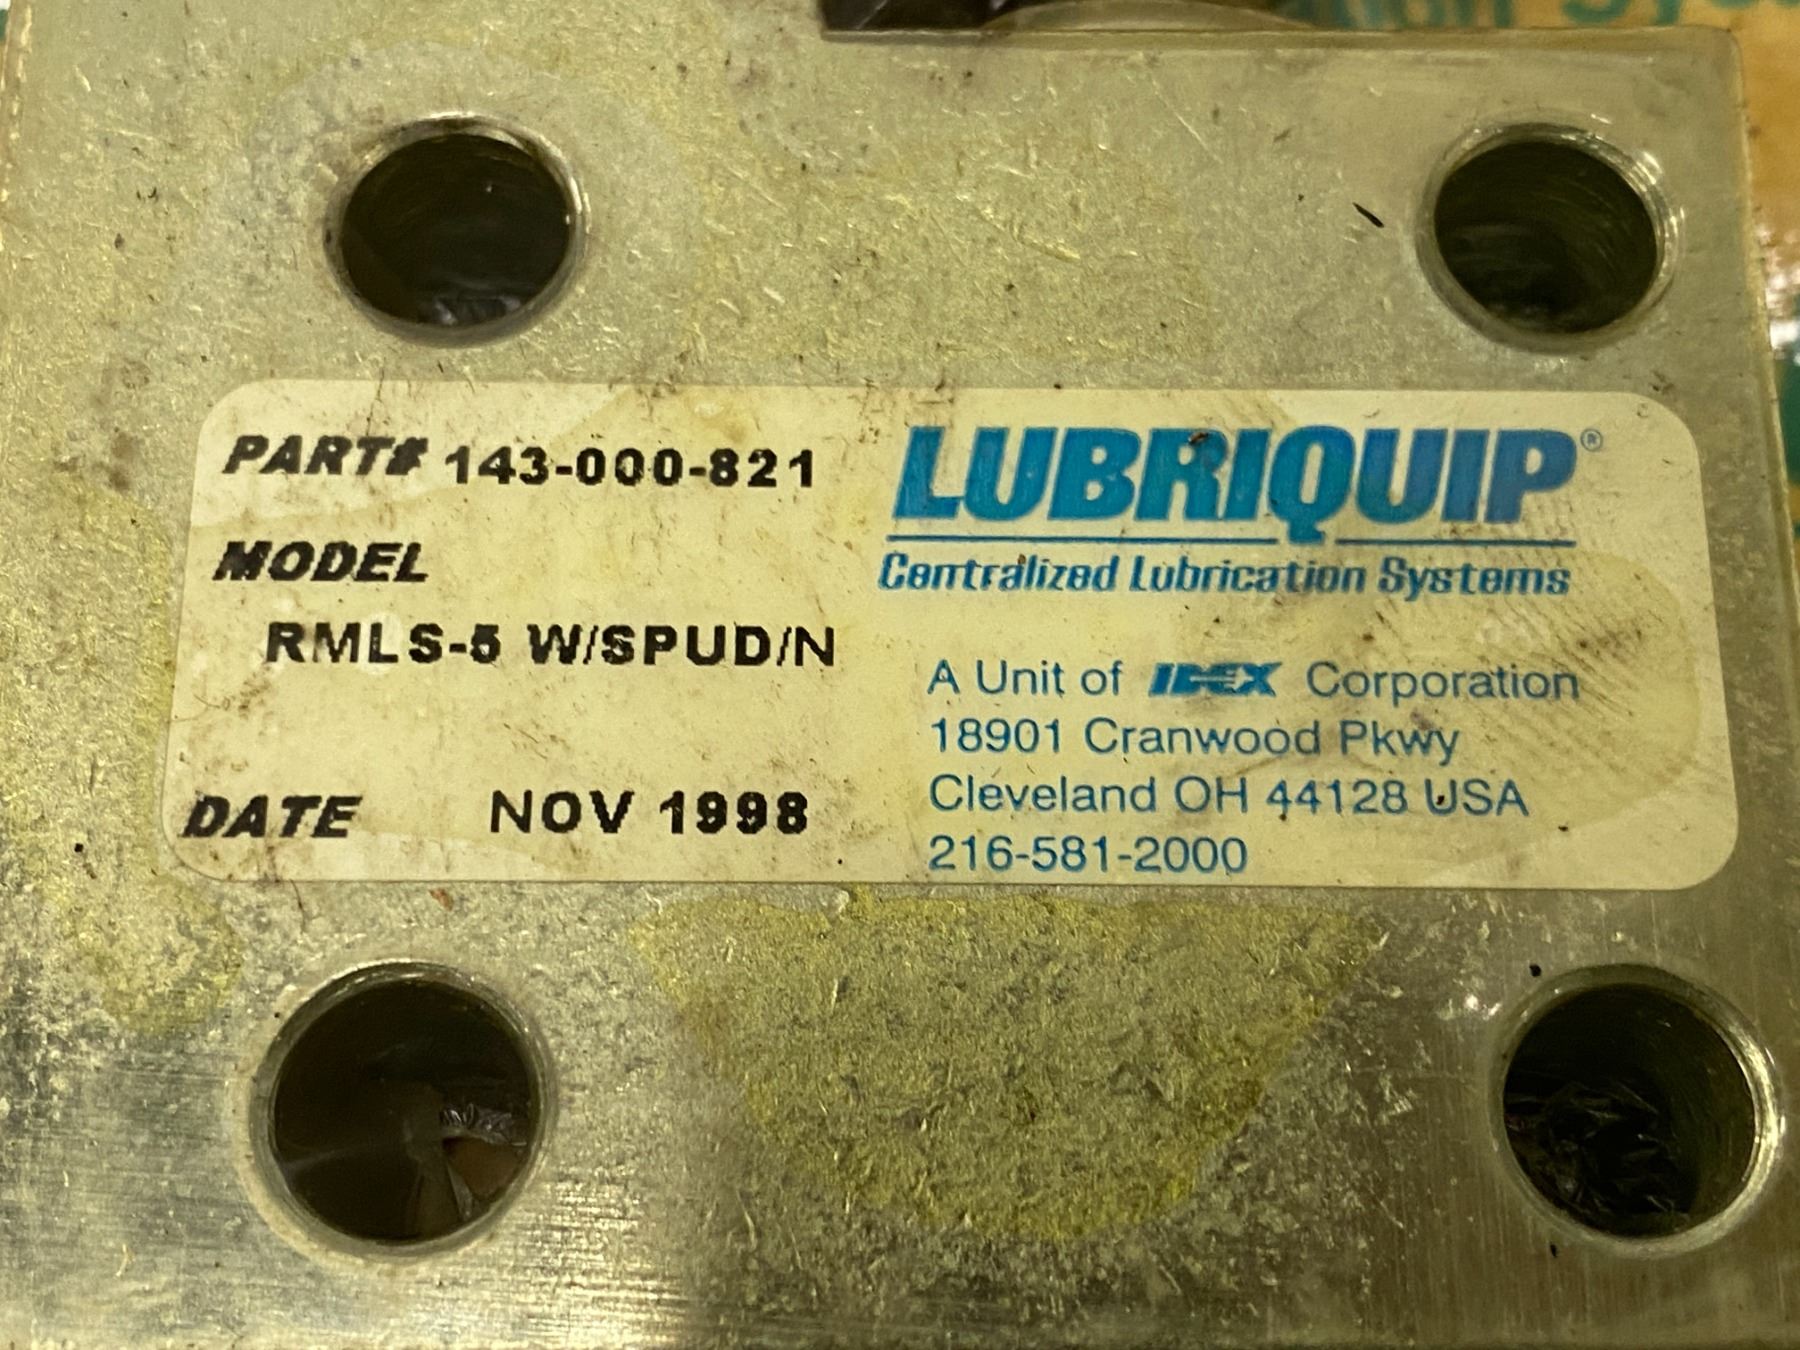 PART# 143-000-821
MODEL
RMLS-5 W/SPUD/N
DATE NOV 1998
LUBRIQUIP®
Centralized Lubrication Systems
A Unit of IDEX Corporation
18901 Cranwood Pkwy
Cleveland OH 44128 USA
216-581-2000